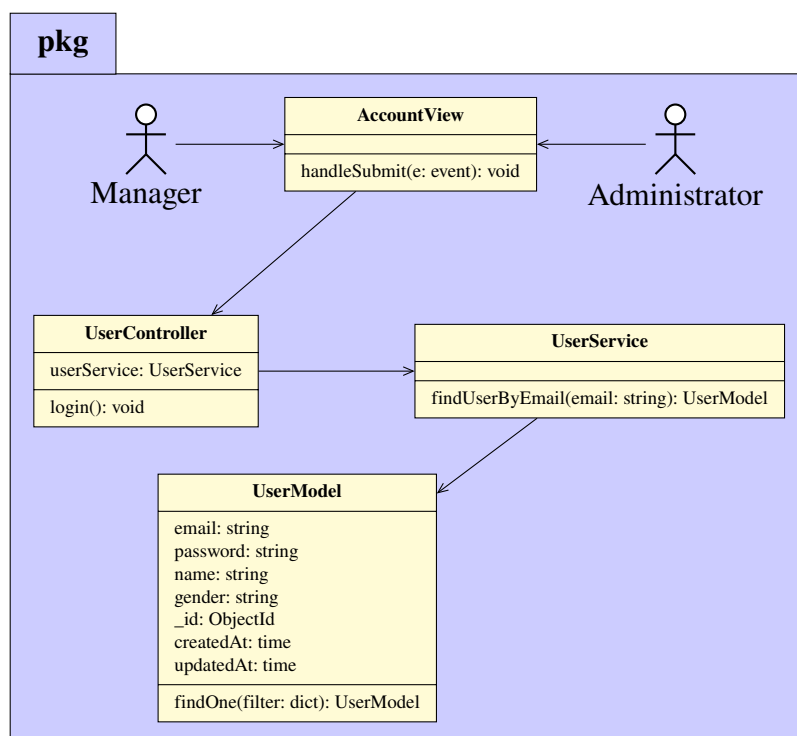 pkg
AccountView
handleSubmit(e: event): void
Manager
Administrator
UserController
userService: UserService
login(): void
UserService
findUserByEmail(email: string): UserModel
UserModel
email: string
password: string
name: string
gender: string
_id: ObjectId
createdAt: time
updatedAt: time
findOne(filter: dict): UserModel